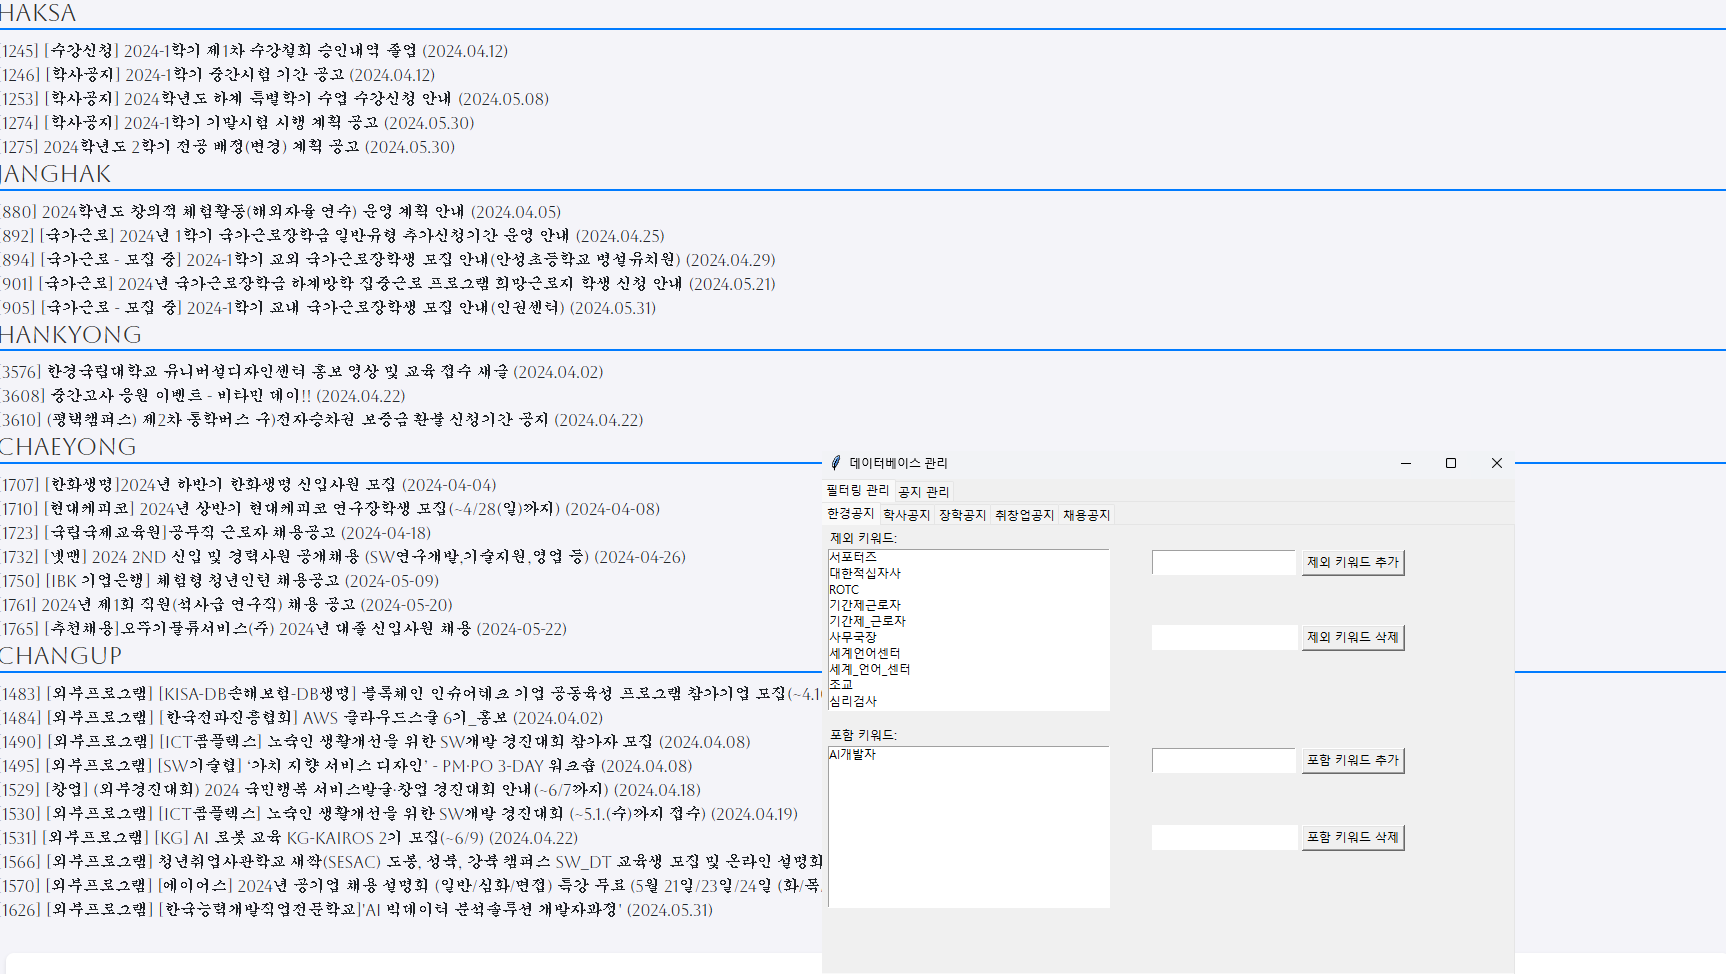 HAKSA
[1245] [수강신청] 2024-1학기 제1차 수강철회 승인내역 졸업 (2024.04.12)
[1246] [학사공지] 2024-1학기 중간시험 기간 공고 (2024.04.12)
[1253] [학사공지] 2024학년도 하계 특별학기 수업 수강신청 안내 (2024.05.08)
[1274] [학사공지] 2024-1학기 기말시험 시행 계획 공고 (2024.05.30)
[1275] 2024학년도 2학기 전공 배정(변경) 계획 공고 (2024.05.30)
JANGHAK
[880] 2024학년도 창의적 체험활동(해외자율 연수) 운영 계획 안내 (2024.04.05)
[892] [국가근로] 2024년 1학기 국가근로장학금 일반유형 추가신청기간 운영 안내 (2024.04.25)
[894] [국가근로 - 모집 중] 2024-1학기 교외 국가근로장학생 모집 안내(안성초등학교 병설유치원) (2024.04.29)
[901] [국가근로] 2024년 국가근로장학금 하계방학 집중근로 프로그램 희망근로지 학생 신청 안내 (2024.05.21)
[905] [국가근로 - 모집 중] 2024-1학기 교내 국가근로장학생 모집 안내(인권센터) (2024.05.31)
HANKYONG
[3576] 한경국립대학교 유니버설디자인센터 홍보 영상 및 교육 접수 새글 (2024.04.02)
[3608] 중간고사 응원 이벤트 - 비타민 데이!! (2024.04.22)
[3610] (평택캠퍼스) 제2차 통학버스 구)전자승차권 보증금 환불 신청기간 공지 (2024.04.22)
CHAEYONG
[1707] [한화생명]2024년 하반기 한화생명 신입사원 모집 (2024-04-04)
[1710] [현대케피코] 2024년 상반기 현대케피코 연구장학생 모집(~4/28(일)까지) (2024-04-08)
[1723] [국립국제교육원]공무직 근로자 채용공고 (2024-04-18)
[1732] [넷맨] 2024 2ND 신입 및 경력사원 공개채용 (SW연구개발,기술지원,영업 등) (2024-04-26)
[1750] [IBK 기업은행] 체험형 청년인턴 채용공고 (2024-05-09)
[1761] 2024년 제1회 직원(석사급 연구직) 채용 공고 (2024-05-20)
[1765] [추천채용]오뚜기물류서비스(주) 2024년 대졸 신입사원 채용 (2024-05-22)
CHANGUP
[1483] [외부프로그램] [KISA-DB손해보험-DB생명] 블록체인 인슈어테크 기업 공동육성 프로그램 참가기업 모집(~4.1
[1484] [외부프로그램] [한국전파진흥협회] AWS 클라우드스쿨 6기_홍보 (2024.04.02)
[1490] [외부프로그램] [ICT콤플렉스] 노숙인 생활개선을 위한 SW개발 경진대회 참가자 모집 (2024.04.08)
[1495] [외부프로그램] [SW기술협] ‘가치 지향 서비스 디자인’ - PM·PO 3-DAY 워크숍 (2024.04.08)
[1529] [창업] (외부경진대회) 2024 국민행복 서비스발굴·창업 경진대회 안내(~6/7까지) (2024.04.18)
[1530] [외부프로그램] [ICT콤플렉스] 노숙인 생활개선을 위한 SW개발 경진대회 (~5.1.(수)까지 접수) (2024.04.19)
[1531] [외부프로그램] [KG] AI 로봇 교육 KG-KAIROS 2기 모집(~6/9) (2024.04.22)
[1566] [외부프로그램] 청년취업사관학교 새싹(SESAC) 도봉, 성북, 강북 캠퍼스 SW_DT 교육생 모집 및 온라인 설명회
[1570] [외부프로그램] [에이어스] 2024년 공기업 채용 설명회 (일반/심화/면접) 특강 무료 (5월 21일/23일/24일 (화/목
[1626] [외부프로그램] [한국능력개발직업전문학교]'AI 빅데이터 분석솔루션 개발자과정' (2024.05.31)
데이터베이스 관리
필터링 관리 공지 관리
한경공지 학사공지 장학공지 취창업공지 채용공지
제외 키워드:
서포터즈
대한적십자사
ROTC
기간제근로자
기간제_근로자
사무국장
세계언어센터
세계_언어_센터
조교
심리검사
제외 키워드 추가
제외 키워드 삭제
포함 키워드:
AI개발자
포함 키워드 추가
포함 키워드 삭제